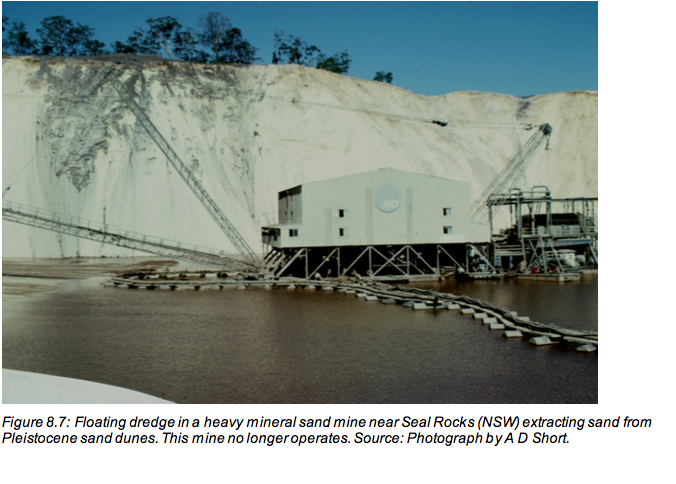 MD
Figure 8.7: Floating dredge in a heavy mineral sand mine near Seal Rocks (NSW) extracting sand from
Pleistocene sand dunes. This mine no longer operates. Source: Photograph by A D Short.